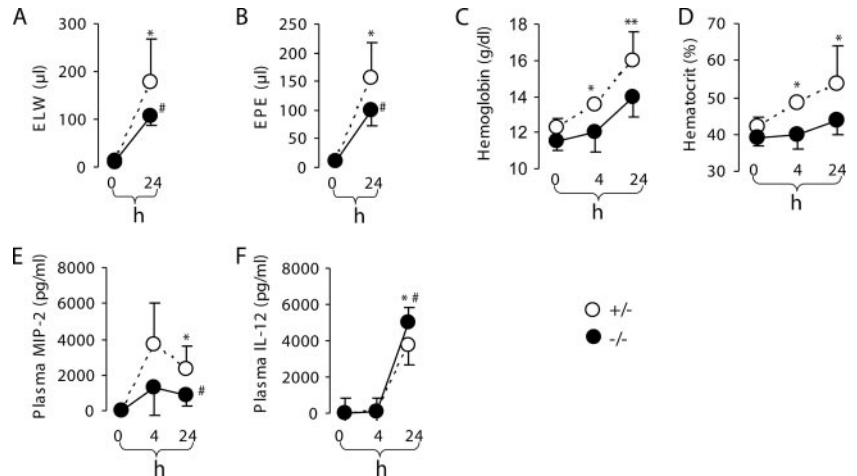 A
ELW (µl)
300
200
100
0
*
#
0 24
h
B
EPE (µl)
250
200
150
100
50
0
*
#
0 24
h
C
Hemoglobin (g/dl)
18
16
14
12
10
*
**
0 4 24
h
D
Hematocrit (%)
70
60
50
40
30
*
*
0 4 24
h
E
Plasma MIP-2 (pg/ml)
8000
6000
4000
2000
0
*
#
0 4 24
h
F
Plasma IL-12 (pg/ml)
8000
6000
4000
2000
0
* #
0 4 24
h
+/-
-/-